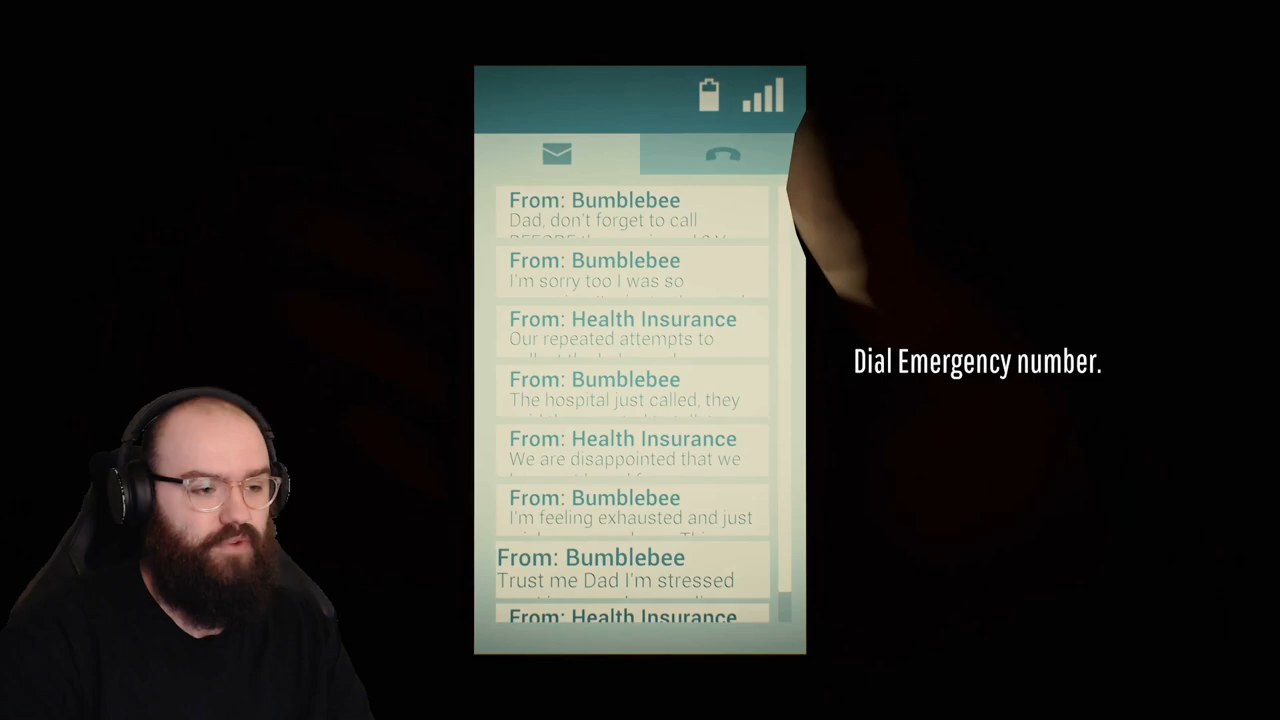 From: Bumblebee
Dad, don't forget to call
From: Bumblebee
I'm sorry too I was so
From: Health Insurance
Our repeated attempts to
From: Bumblebee
The hospital just called, they
From: Health Insurance
We are disappointed that we
From: Bumblebee
I'm feeling exhausted and just
From: Bumblebee
Trust me Dad I'm stressed
From: Health Insurance
Dial Emergency number.